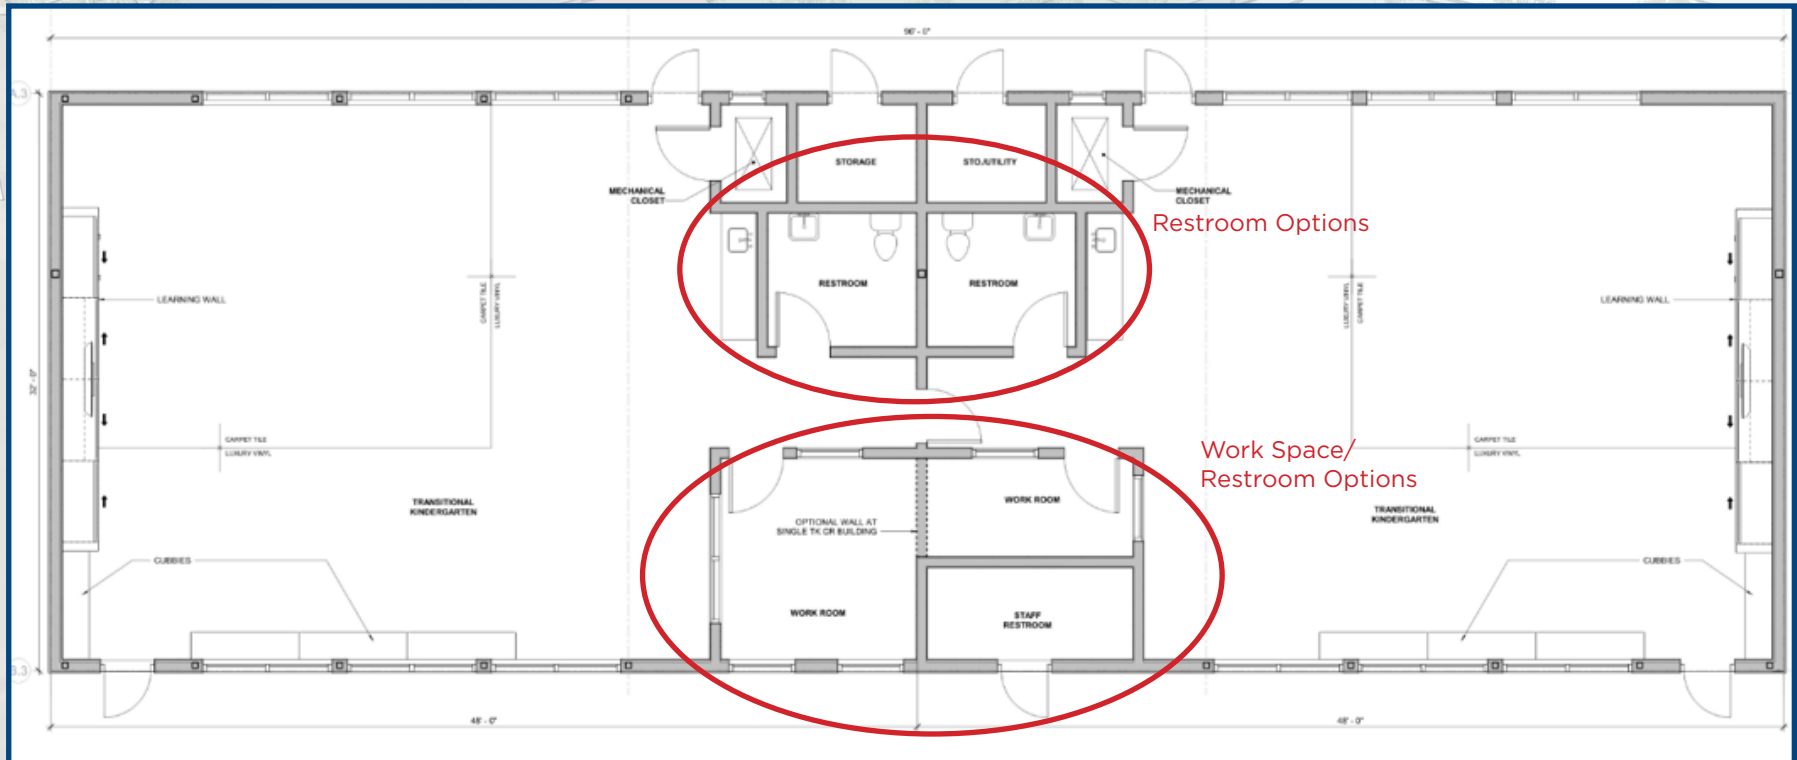 96' - 0"
A.3
STORAGE
STO./UTILITY
MECHANICAL
CLOSET
MECHANICAL
CLOSET
Restroom Options
RESTROOM
RESTROOM
LEARNING WALL
CARPET TILE
LUXURY VINYL
LUXURY VINYL
CARPET TILE
LEARNING WALL
32' - 0"
CARPET TILE
LUXURY VINYL
Work Space/
Restroom Options
CARPET TILE
LUXURY VINYL
TRANSITIONAL
KINDERGARTEN
WORK ROOM
OPTIONAL WALL AT
SINGLE TK CR BUILDING
TRANSITIONAL
KINDERGARTEN
CUBBIES
CUBBIES
WORK ROOM
STAFF
RESTROOM
B.3
48' - 0"
48' - 0"